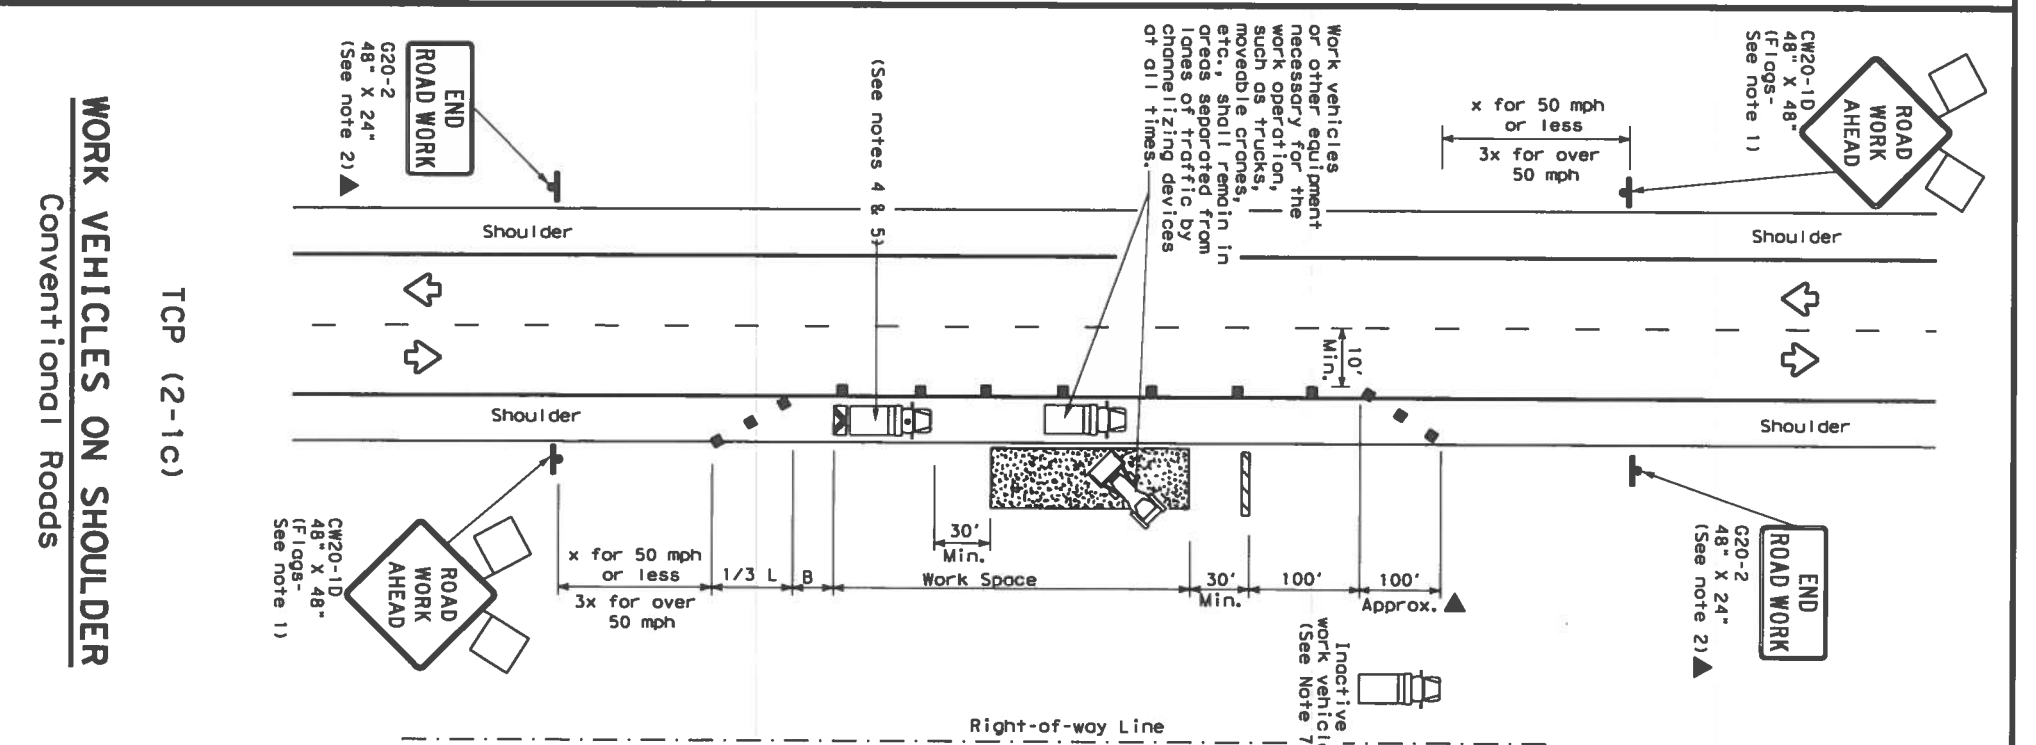 CW20-1D
48" X 48"
(Flags-
See note 1)
ROAD
WORK
AHEAD
x for 50 mph
or less
3x for over
50 mph
Work vehicles
or other equipment
necessary for the
work operation,
such as trucks,
moveable cranes,
etc., shall remain in
areas separated from
lanes of traffic by
channelizing devices
at all times.
(See notes 4 & 5)
END
ROAD WORK
G20-2
48" X 24"
(See note 2)
Shoulder
Shoulder
10'
Min.
Shoulder
Shoulder
30'
Min.
x for 50 mph
or less
3x for over
50 mph
1/3 L
B
Work Space
30'
Min.
100'
100'
Approx.
END
ROAD WORK
G20-2
48" X 24"
(See note 2)
ROAD
WORK
AHEAD
CW20-1D
48" X 48"
(Flags-
See note 1)
Inactive
work vehicl
(See Note 7
Right-of-way Line
TCP (2-1c)
WORK VEHICLES ON SHOULDER
Conventional Roads